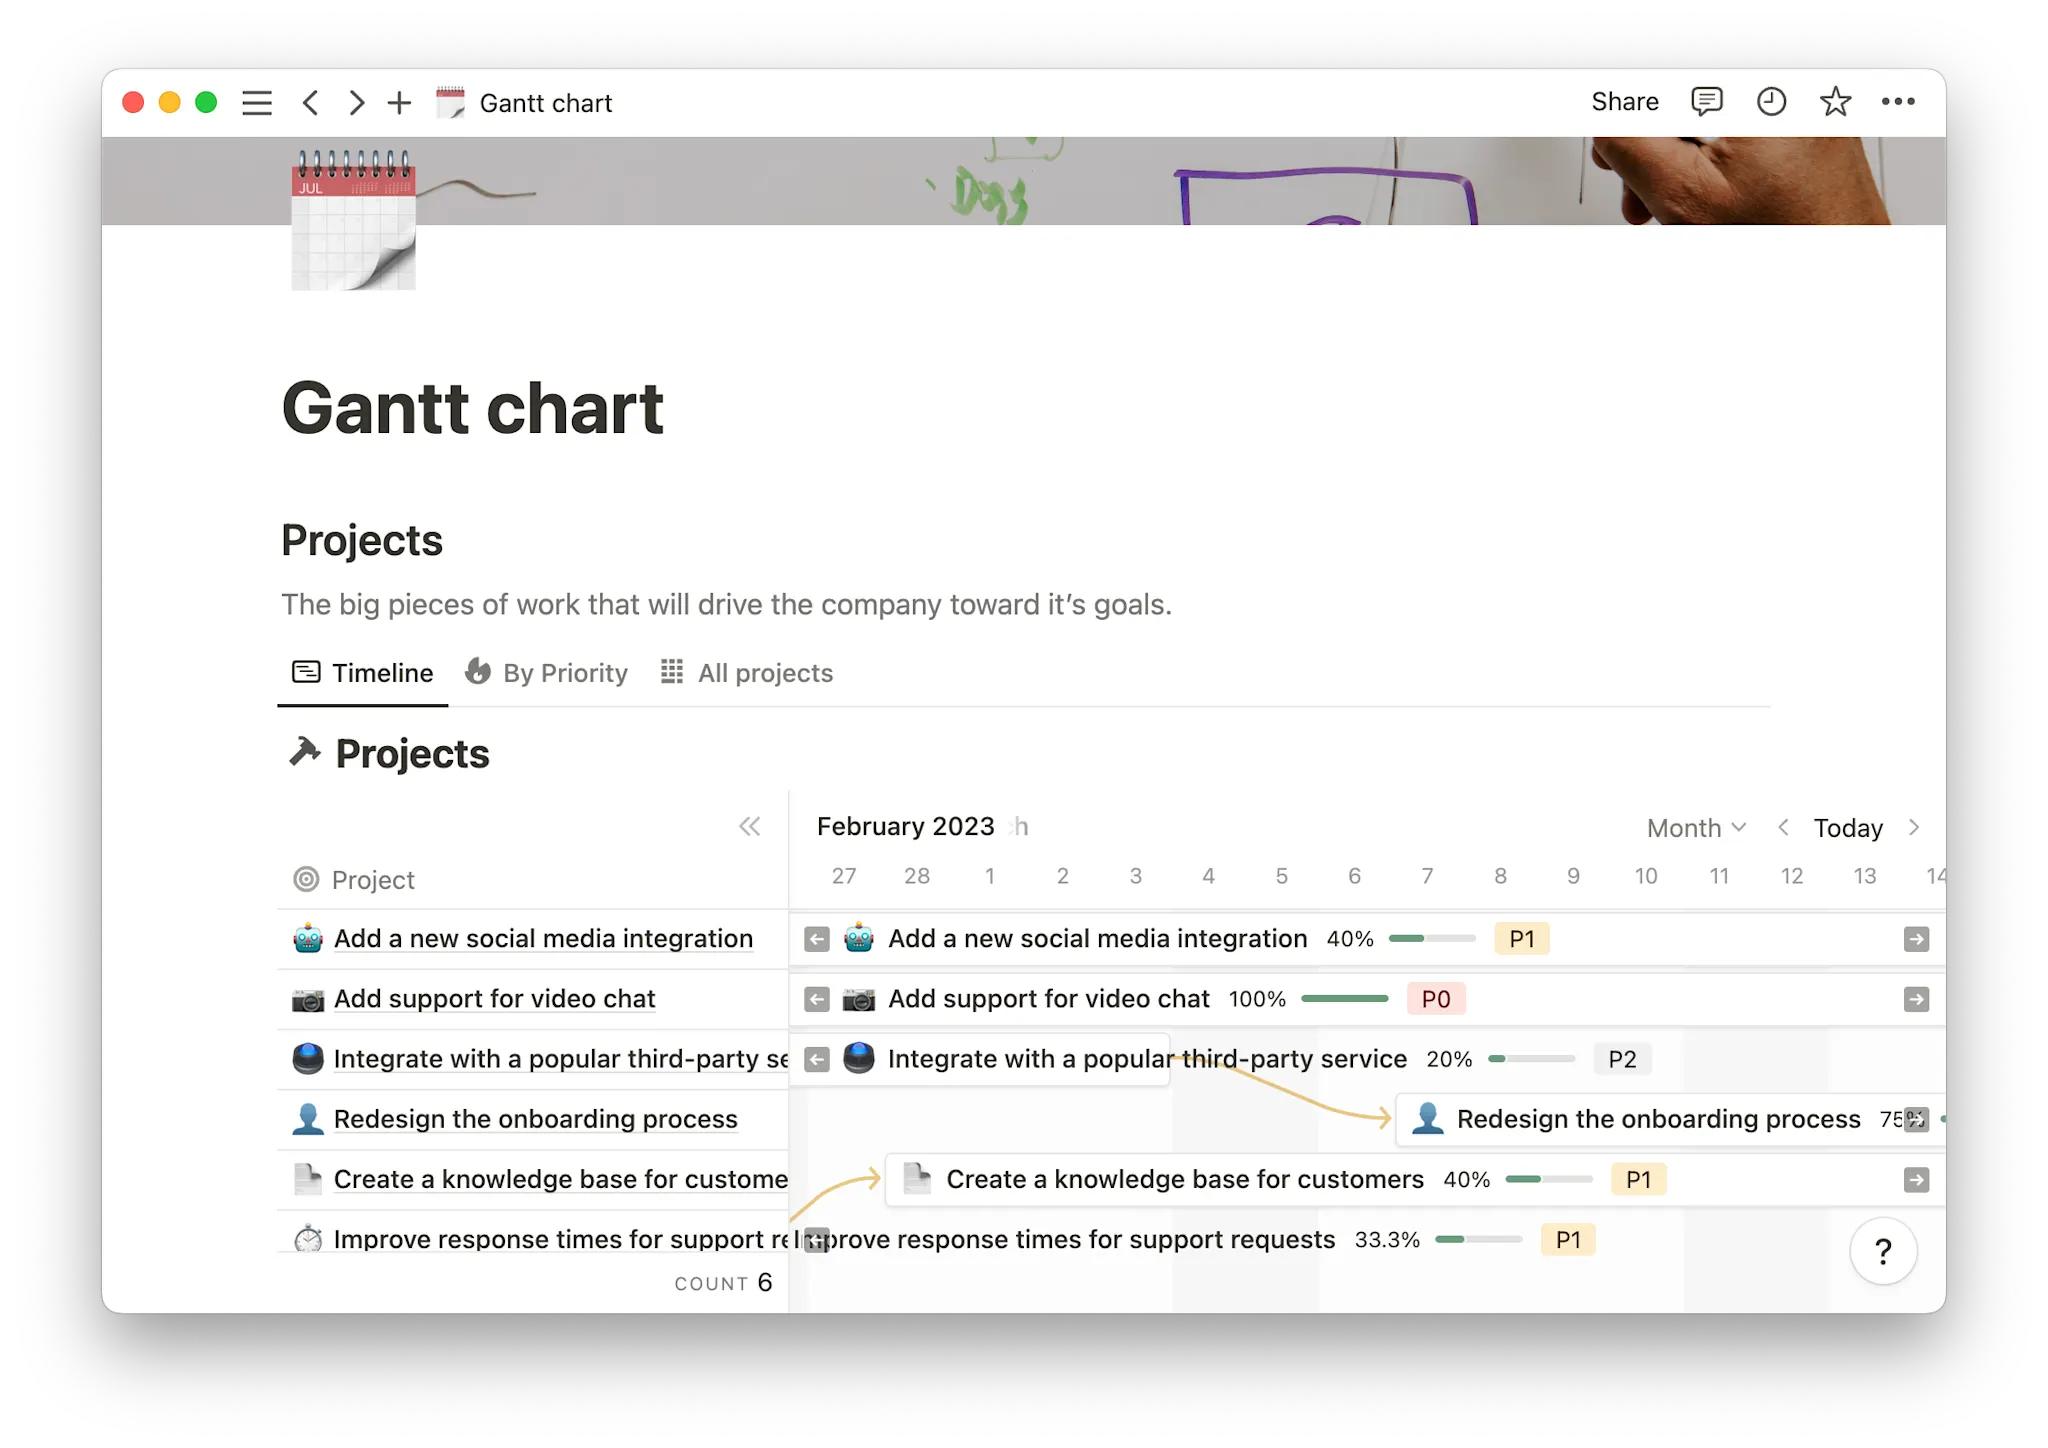 Gantt chart
Share
JUL
Gantt chart
Projects
The big pieces of work that will drive the company toward it's goals.
Timeline By Priority All projects
Projects
February 2023 Month Today
Project 27 28 1 2 3 4 5 6 7 8 9 10 11 12 13 14
Add a new social media integration Add a new social media integration 40% P1
Add support for video chat Add support for video chat 100% P0
Integrate with a popular third-party se Integrate with a popular third-party service 20% P2
Redesign the onboarding process Redesign the onboarding process 75%
Create a knowledge base for custome Create a knowledge base for customers 40% P1
Improve response times for support re Improve response times for support requests 33.3% P1
COUNT 6
?